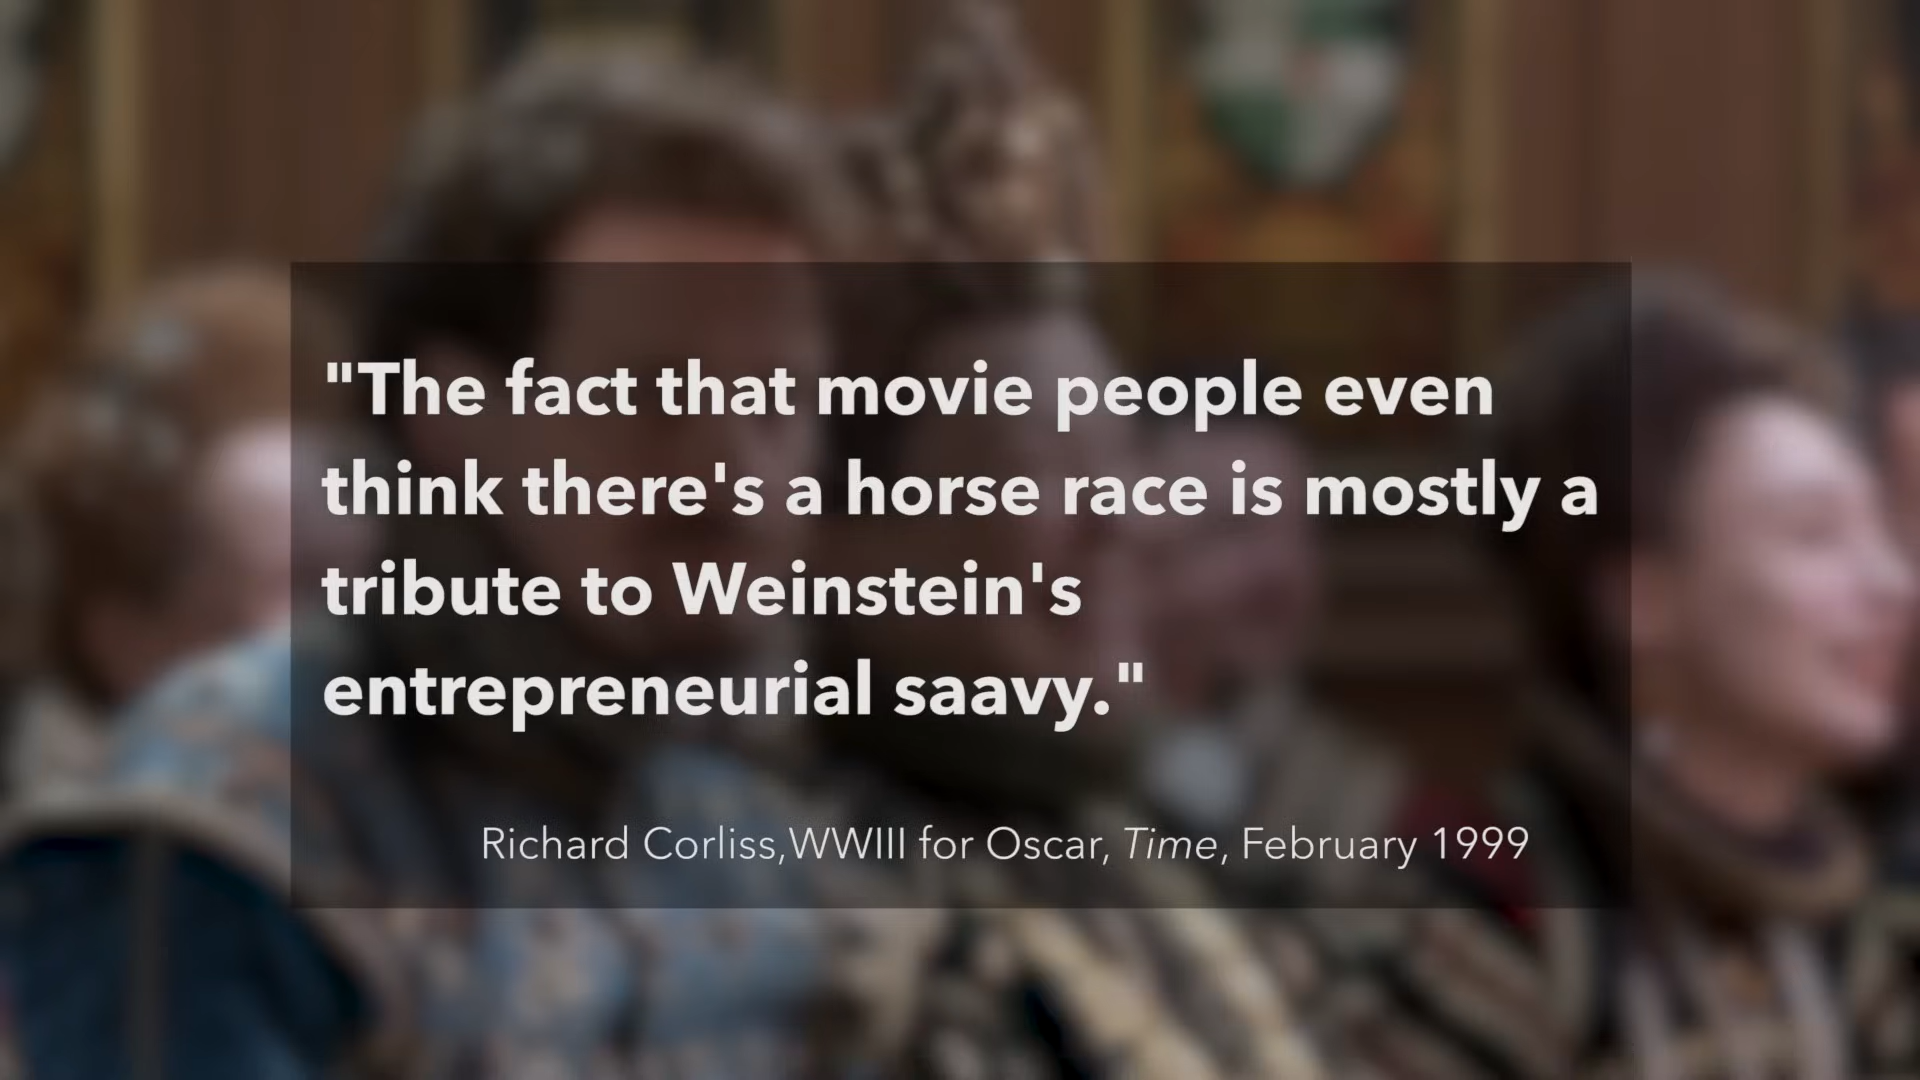 "The fact that movie people even
think there's a horse race is mostly a
tribute to Weinstein's
entrepreneurial saavy."
Richard Corliss,WWIII for Oscar, Time, February 1999